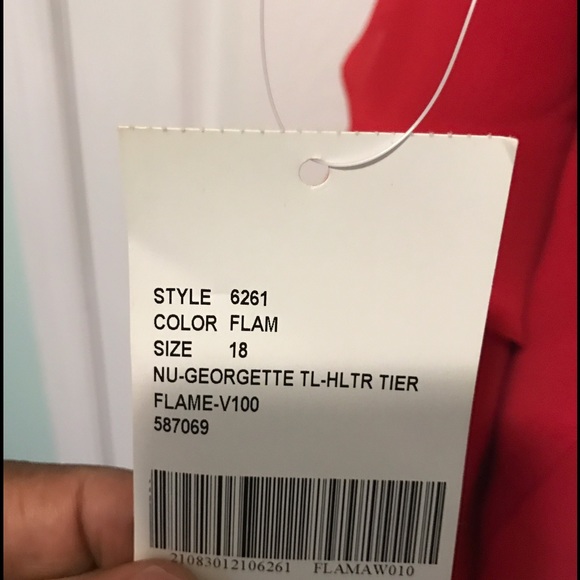 STYLE 6261
COLOR FLAM
SIZE 18
NU-GEORGETTE TL-HLTR TIER
FLAME-V100
587069
21083012106261 FLAMAW010